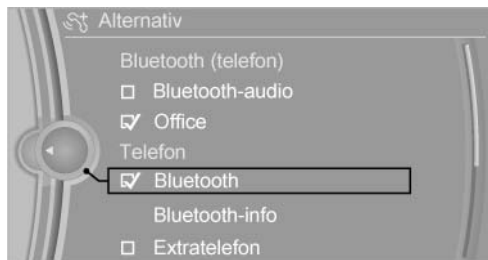 Alternativ
Bluetooth (telefon)
Bluetooth-audio
Office
Telefon
Bluetooth
Bluetooth-info
Extratelefon